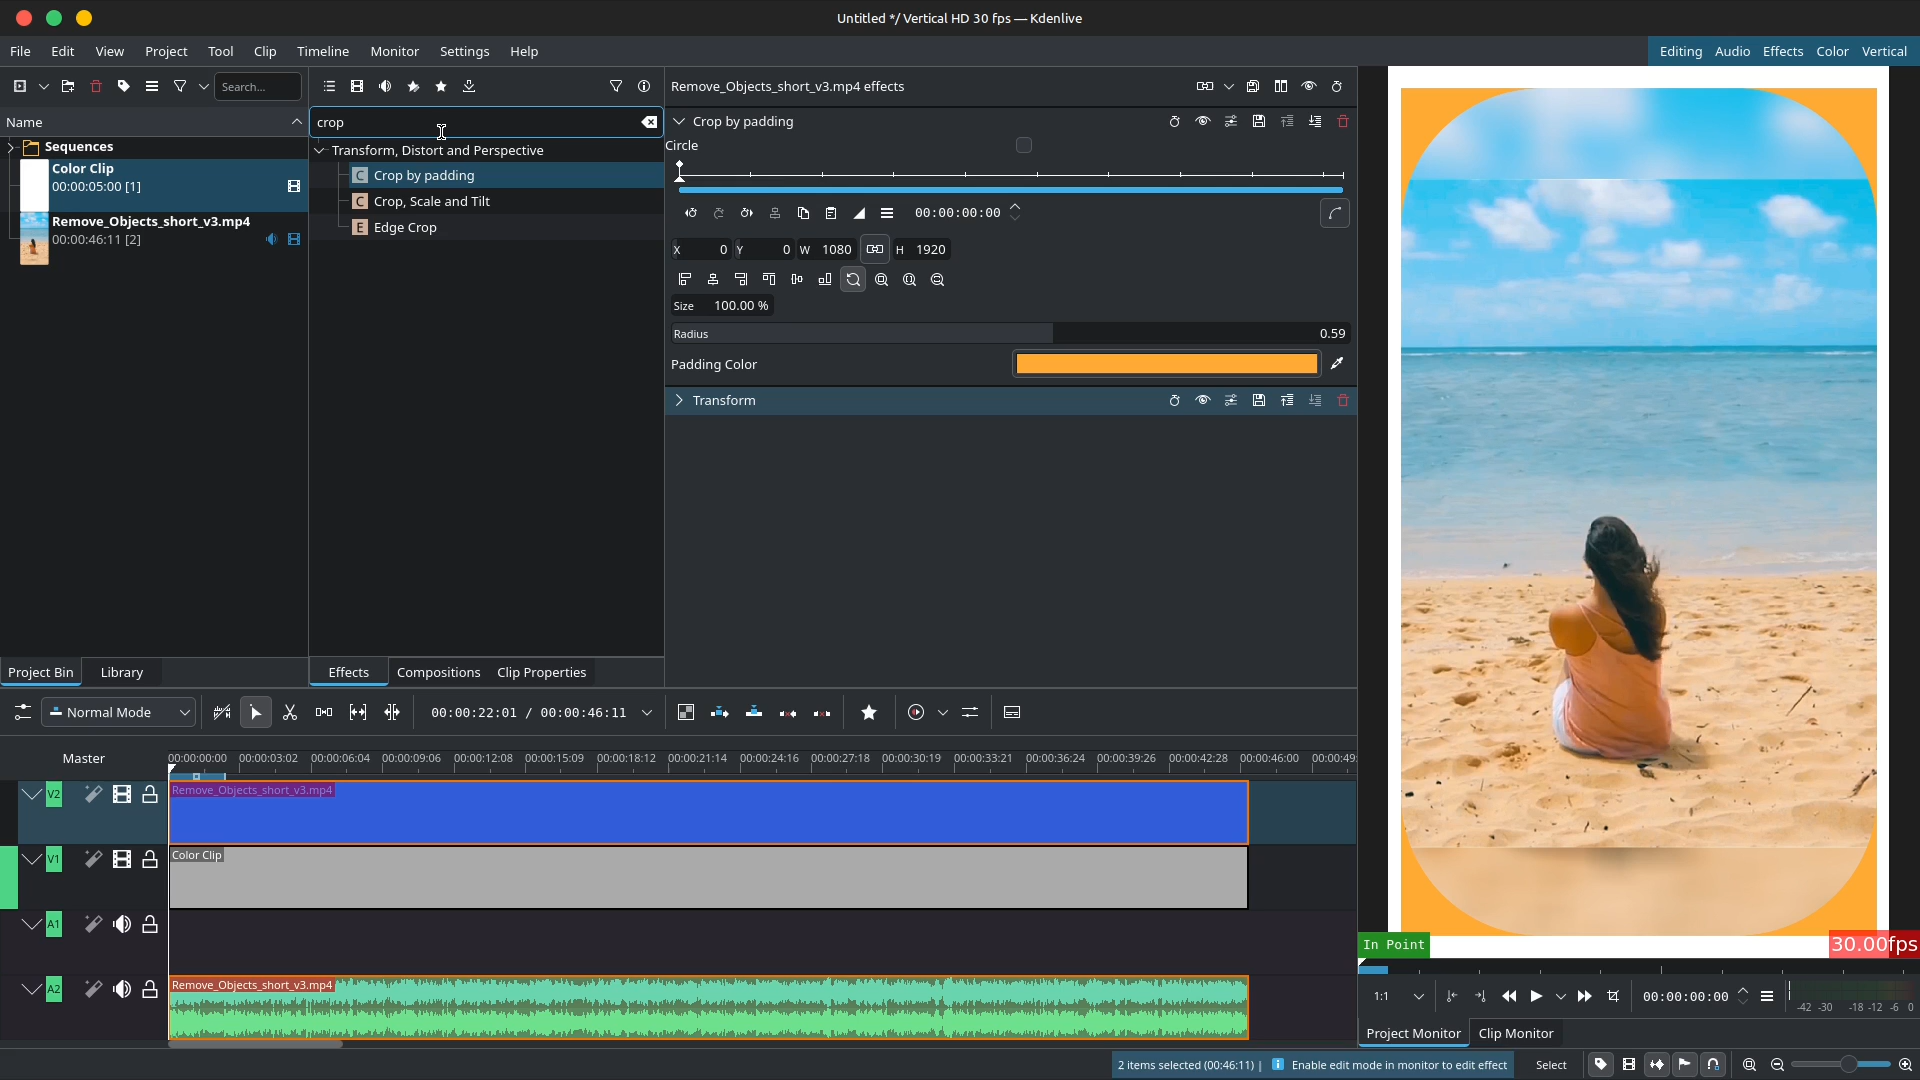 Untitled */ Vertical HD 30 fps — Kdenlive
File Edit View Project Tool Clip Timeline Monitor Settings Help
Editing Audio Effects Color Vertical
Search...
Name
Sequences
Color Clip
00:00:05:00 [1]
Remove_Objects_short_v3.mp4
00:00:46:11 [2]
Project Bin Library
crop
Transform, Distort and Perspective
C Crop by padding
C Crop, Scale and Tilt
E Edge Crop
Effects Compositions Clip Properties
Remove_Objects_short_v3.mp4 effects
Crop by padding
Circle
00:00:00:00
X 0 Y 0 W 1080 H 1920
Size 100.00 %
Radius 0.59
Padding Color
Transform
Normal Mode
00:00:22:01 / 00:00:46:11
Master
00:00:00:00 00:00:03:02 00:00:06:04 00:00:09:06 00:00:12:08 00:00:15:09 00:00:18:12 00:00:21:14 00:00:24:16 00:00:27:18 00:00:30:19 00:00:33:21 00:00:36:24 00:00:39:26 00:00:42:28 00:00:46:00 00:00:49:
V2 Remove_Objects_short_v3.mp4
V1 Color Clip
A1
A2 Remove_Objects_short_v3.mp4
In Point 30.00fps
1:1 00:00:00:00 -42 -30 -18 -12 -6 0
Project Monitor Clip Monitor
2 items selected (00:46:11) | Enable edit mode in monitor to edit effect Select